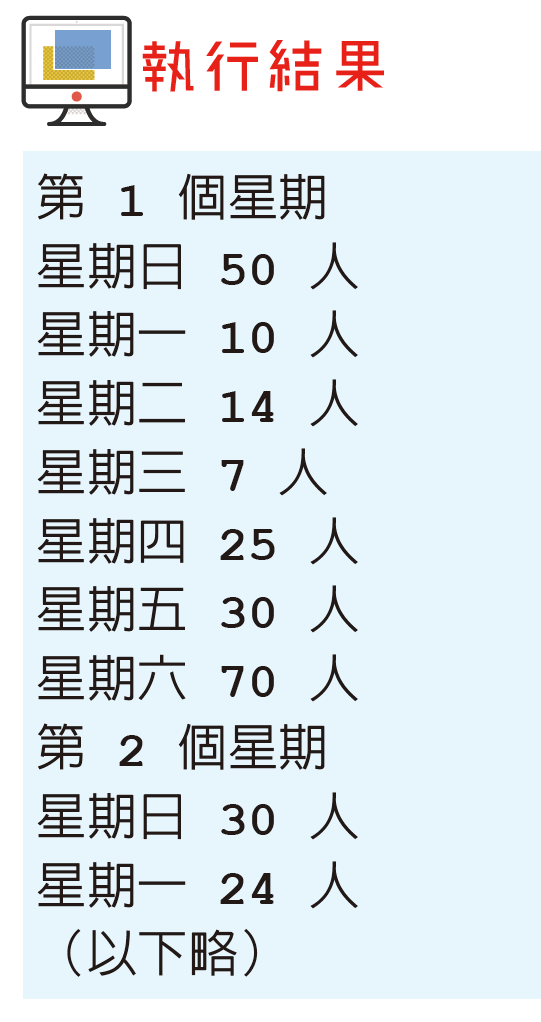 執行結果
第 1 個星期
星期日 50 人
星期一 10 人
星期二 14 人
星期三 7 人
星期四 25 人
星期五 30 人
星期六 70 人
第 2 個星期
星期日 30 人
星期一 24 人
（以下略）